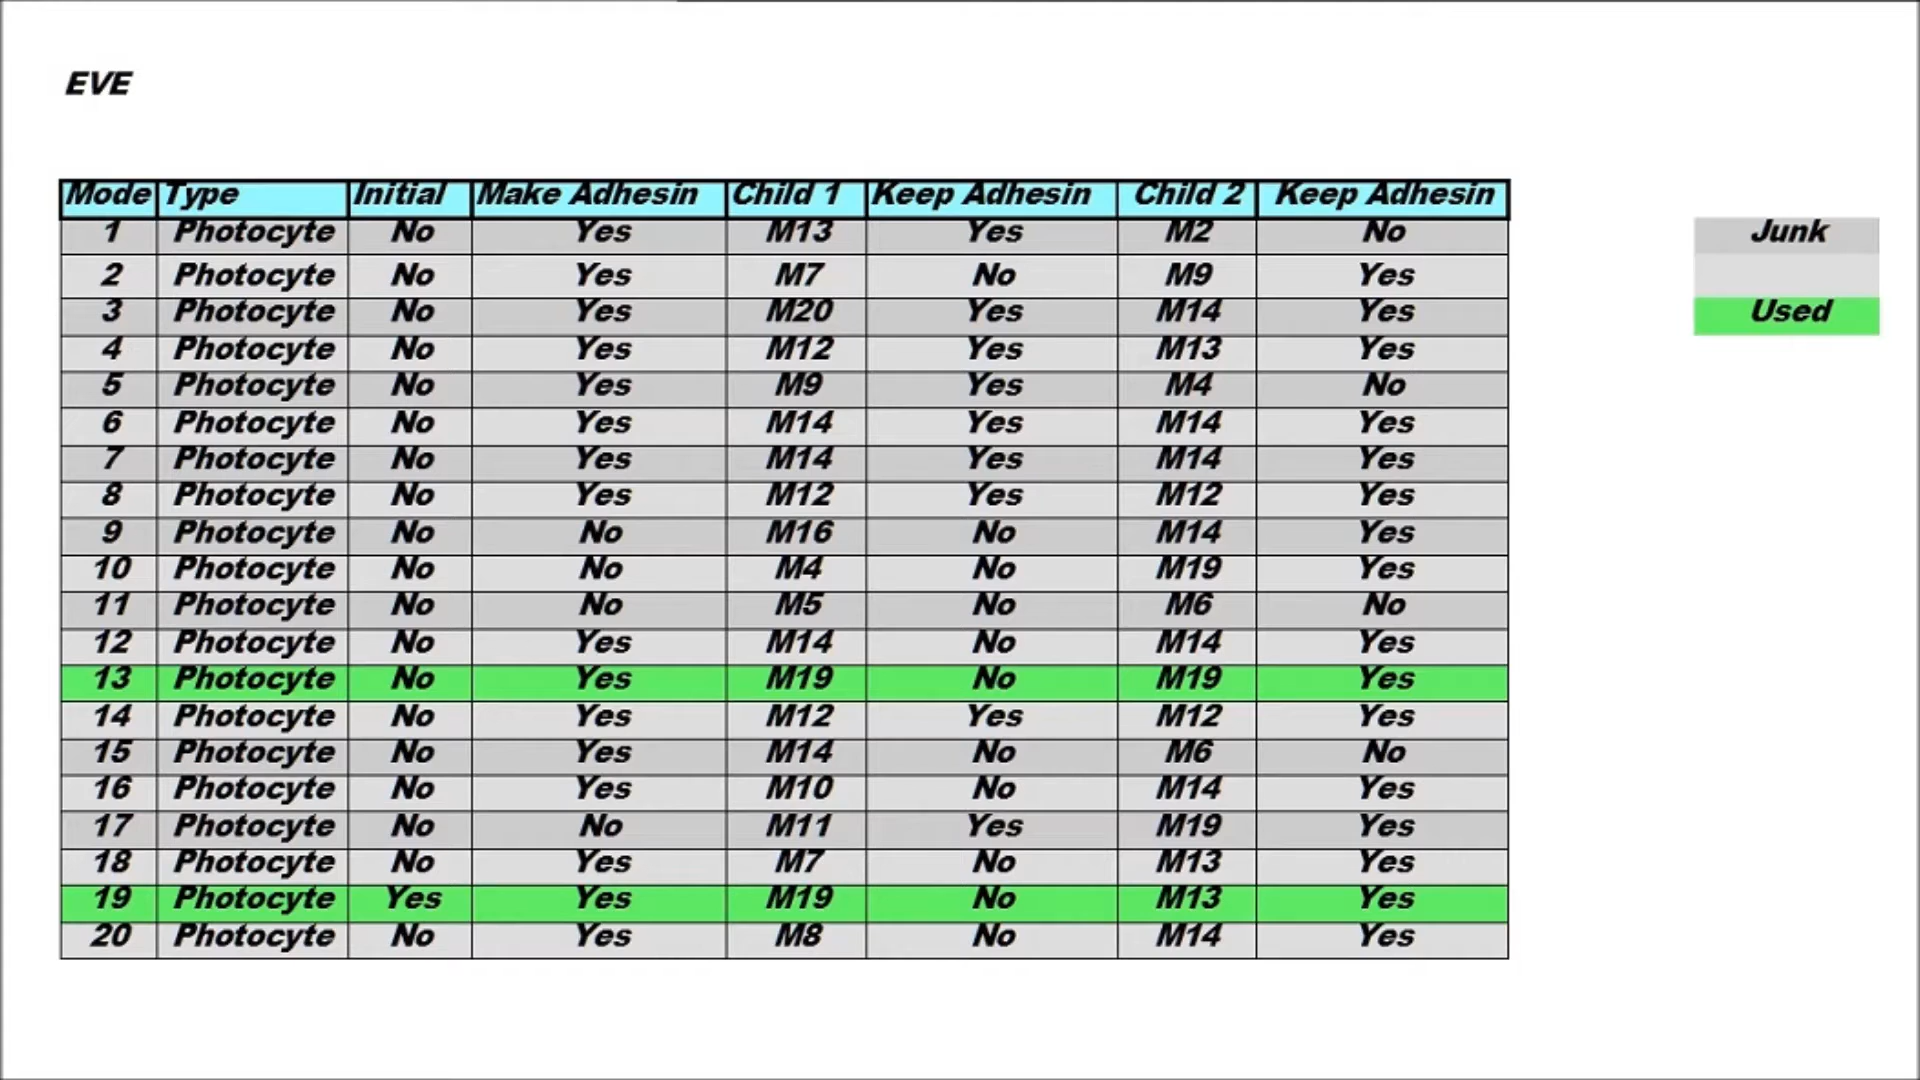 EVE
Mode Type Initial Make Adhesin Child 1 Keep Adhesin Child 2 Keep Adhesin
1 Photocyte No Yes M13 Yes M2 No
Junk
2 Photocyte No Yes M7 No M9 Yes
3 Photocyte No Yes M20 Yes M14 Yes
Used
4 Photocyte No Yes M12 Yes M13 Yes
5 Photocyte No Yes M9 Yes M4 No
6 Photocyte No Yes M14 Yes M14 Yes
7 Photocyte No Yes M14 Yes M14 Yes
8 Photocyte No Yes M12 Yes M12 Yes
9 Photocyte No No M16 No M14 Yes
10 Photocyte No No M4 No M19 Yes
11 Photocyte No No M5 No M6 No
12 Photocyte No Yes M14 No M14 Yes
13 Photocyte No Yes M19 No M19 Yes
14 Photocyte No Yes M12 Yes M12 Yes
15 Photocyte No Yes M14 No M6 No
16 Photocyte No Yes M10 No M14 Yes
17 Photocyte No No M11 Yes M19 Yes
18 Photocyte No Yes M7 No M13 Yes
19 Photocyte Yes Yes M19 No M13 Yes
20 Photocyte No Yes M8 No M14 Yes